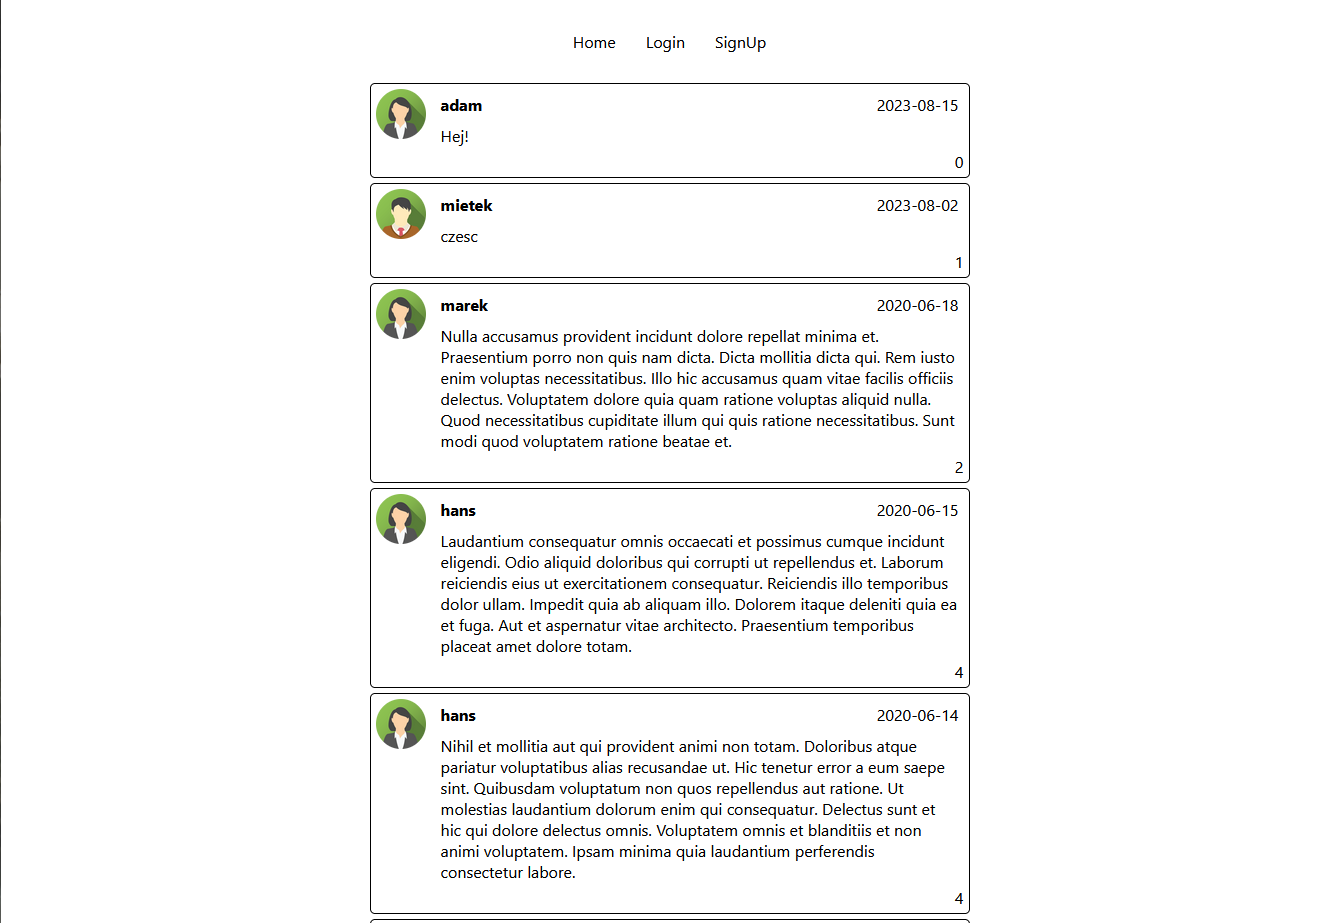 Home Login SignUp
adam 2023-08-15
Hej!
0
mietek 2023-08-02
czesc
1
marek 2020-06-18
Nulla accusamus provident incidunt dolore repellat minima et.
Praesentium porro non quis nam dicta. Dicta mollitia dicta qui. Rem iusto
enim voluptas necessitatibus. Illo hic accusamus quam vitae facilis officiis
delectus. Voluptatem dolore quia quam ratione voluptas aliquid nulla.
Quod necessitatibus cupiditate illum qui quis ratione necessitatibus. Sunt
modi quod voluptatem ratione beatae et.
2
hans 2020-06-15
Laudantium consequatur omnis occaecati et possimus cumque incidunt
eligendi. Odio aliquid doloribus qui corrupti ut repellendus et. Laborum
reiciendis eius ut exercitationem consequatur. Reiciendis illo temporibus
dolor ullam. Impedit quia ab aliquam illo. Dolorem itaque deleniti quia ea
et fuga. Aut et aspernatur vitae architecto. Praesentium temporibus
placeat amet dolore totam.
4
hans 2020-06-14
Nihil et mollitia aut qui provident animi non totam. Doloribus atque
pariatur voluptatibus alias recusandae ut. Hic tenetur error a eum saepe
sint. Quibusdam voluptatum non quos repellendus aut ratione. Ut
molestias laudantium dolorum enim qui consequatur. Delectus sunt et
hic qui dolore delectus omnis. Voluptatem omnis et blanditiis et non
animi voluptatem. Ipsam minima quia laudantium perferendis
consectetur labore.
4